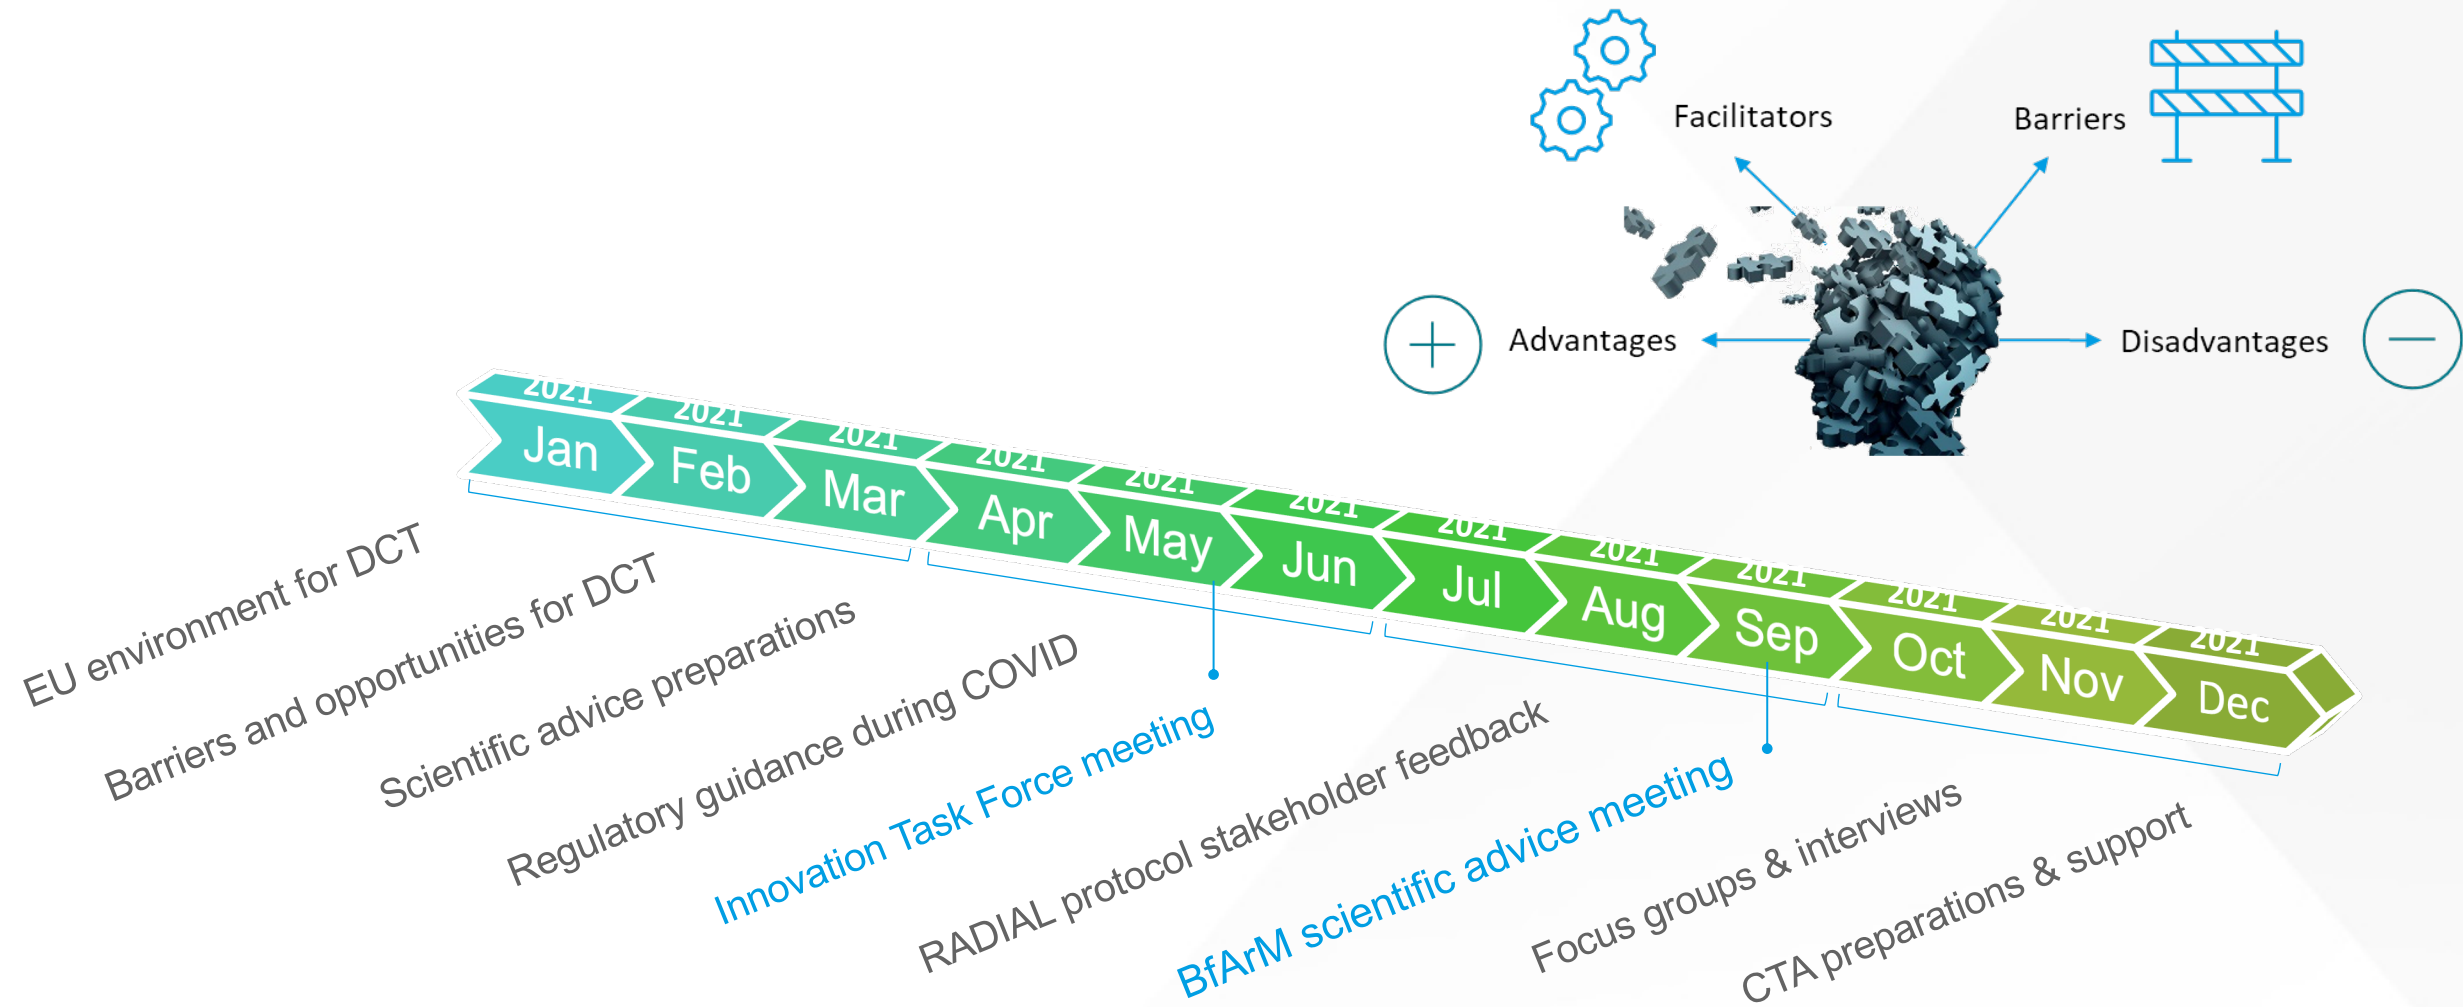 Facilitators
Barriers
Advantages
Disadvantages
2021
2021
2021
2021
2021
2021
2021
2021
2021
2021
2021
2021
Jan
Feb
Mar
Apr
May
Jun
Jul
Aug
Sep
Oct
Nov
Dec
EU environment for DCT
Barriers and opportunities for DCT
Scientific advice preparations
Regulatory guidance during COVID
Innovation Task Force meeting
RADIAL protocol stakeholder feedback
BfArM scientific advice meeting
Focus groups & interviews
CTA preparations & support